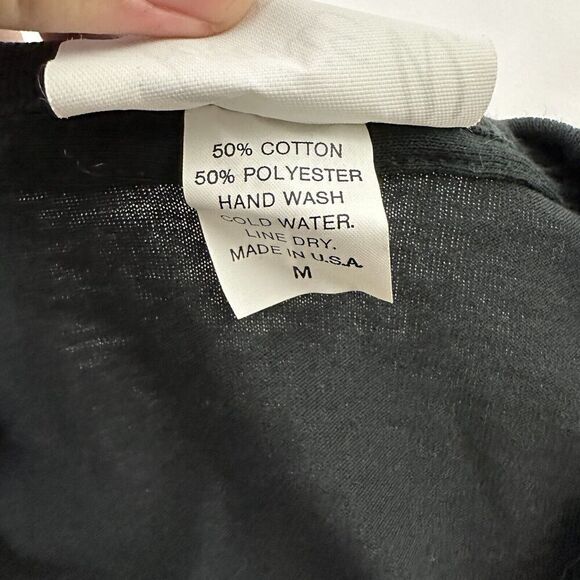 50% COTTON
50% POLYESTER
HAND WASH
COLD WATER.
LINE DRY.
MADE IN U.S.A.
M